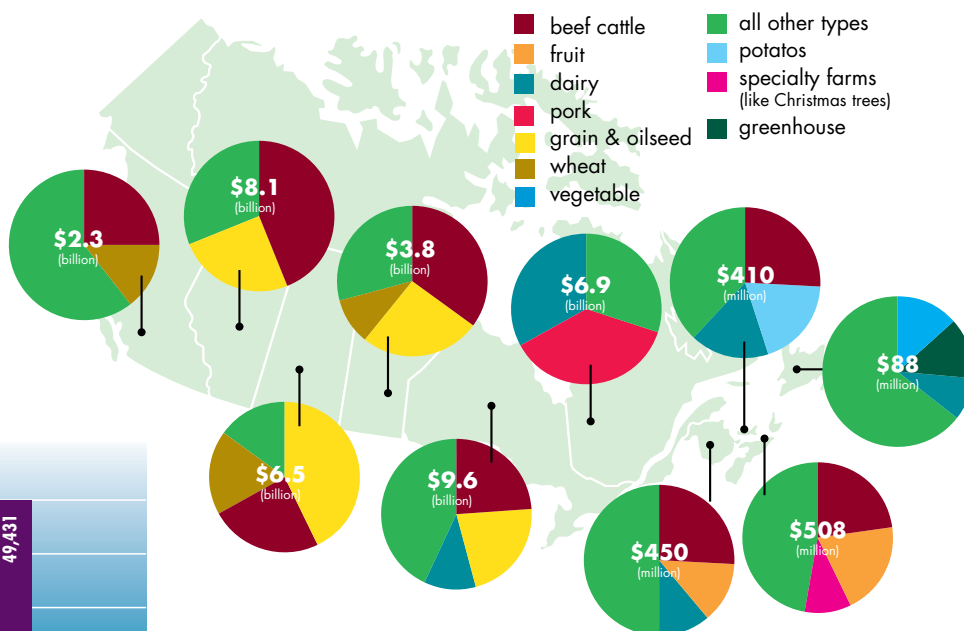 beef cattle
fruit
dairy
pork
grain & oilseed
wheat
vegetable
all other types
potatos
specialty farms
(like Christmas trees)
greenhouse
$2.3
(billion)
$8.1
(billion)
$3.8
(billion)
$6.9
(billion)
$410
(million)
$88
(million)
$6.5
(billion)
$9.6
(billion)
$450
(million)
$508
(million)
49,431